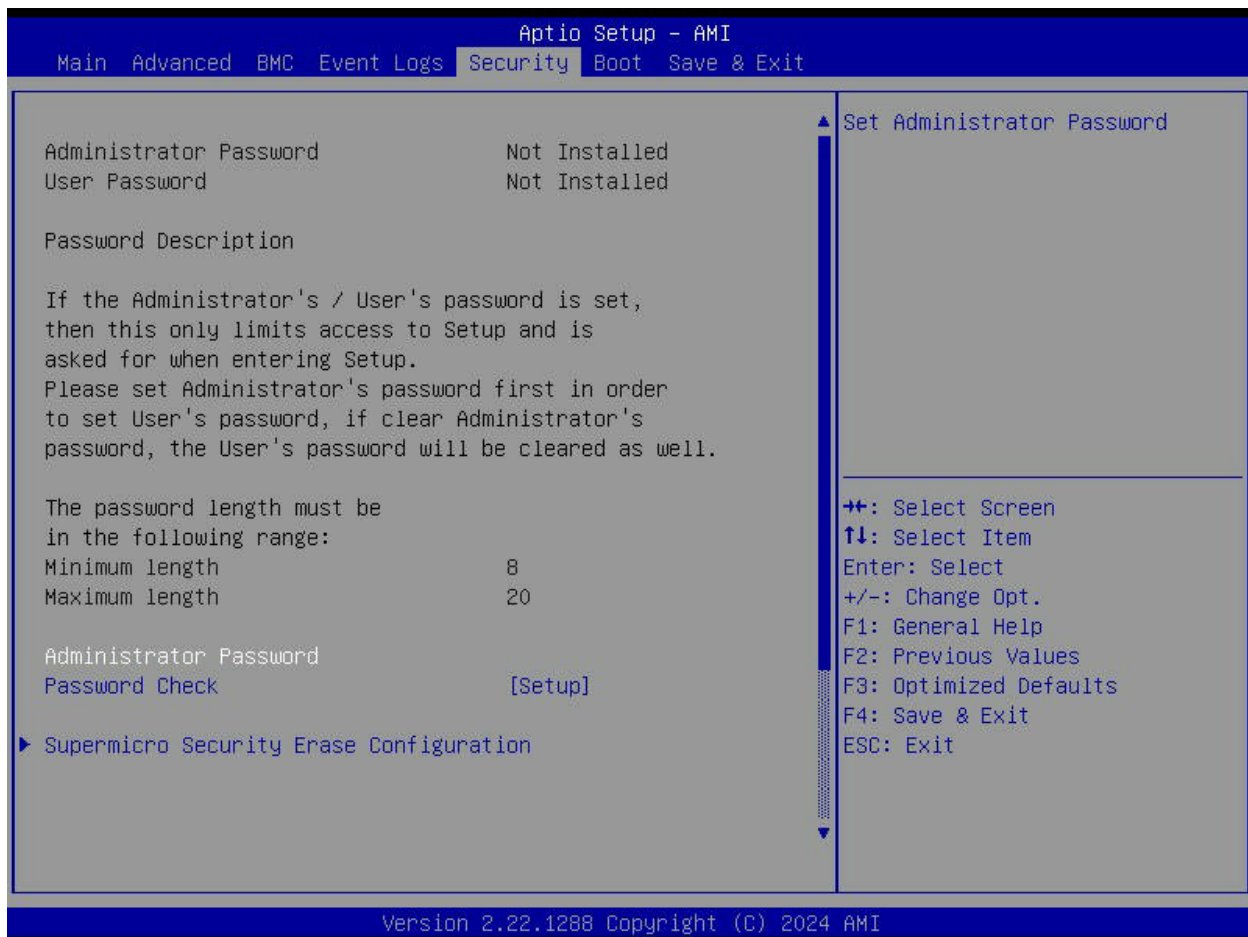 Aptio Setup – AMI
Main Advanced BMC Event Logs Security Boot Save & Exit
Administrator Password Not Installed
User Password Not Installed
Password Description
If the Administrator's / User's password is set,
then this only limits access to Setup and is
asked for when entering Setup.
Please set Administrator's password first in order
to set User's password, if clear Administrator's
password, the User's password will be cleared as well.
The password length must be
in the following range:
Minimum length 8
Maximum length 20
Administrator Password
Password Check [Setup]
Supermicro Security Erase Configuration
Set Administrator Password
→←: Select Screen
↑↓: Select Item
Enter: Select
+/-: Change Opt.
F1: General Help
F2: Previous Values
F3: Optimized Defaults
F4: Save & Exit
ESC: Exit
Version 2.22.1288 Copyright (C) 2024 AMI